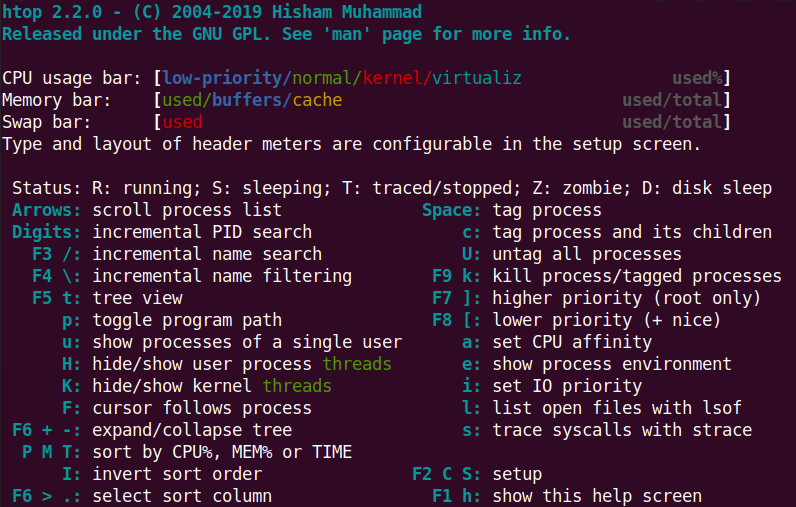 htop 2.2.0 - (C) 2004-2019 Hisham Muhammad
Released under the GNU GPL. See 'man' page for more info.
CPU usage bar: [low-priority/normal/kernel/virtualiz               used%]
Memory bar:    [used/buffers/cache                            used/total]
Swap bar:      [used                                          used/total]
Type and layout of header meters are configurable in the setup screen.
Status: R: running; S: sleeping; T: traced/stopped; Z: zombie; D: disk sleep
Arrows: scroll process list              Space: tag process
Digits: incremental PID search               c: tag process and its children
F3 /: incremental name search              U: untag all processes
F4 \: incremental name filtering        F9 k: kill process/tagged processes
F5 t: tree view                         F7 ]: higher priority (root only)
p: toggle program path               F8 [: lower priority (+ nice)
u: show processes of a single user      a: set CPU affinity
H: hide/show user process threads       e: show process environment
K: hide/show kernel threads             i: set IO priority
F: cursor follows process               l: list open files with lsof
F6 + -: expand/collapse tree                 s: trace syscalls with strace
P M T: sort by CPU%, MEM% or TIME
I: invert sort order               F2 C S: setup
F6 > .: select sort column                F1 h: show this help screen